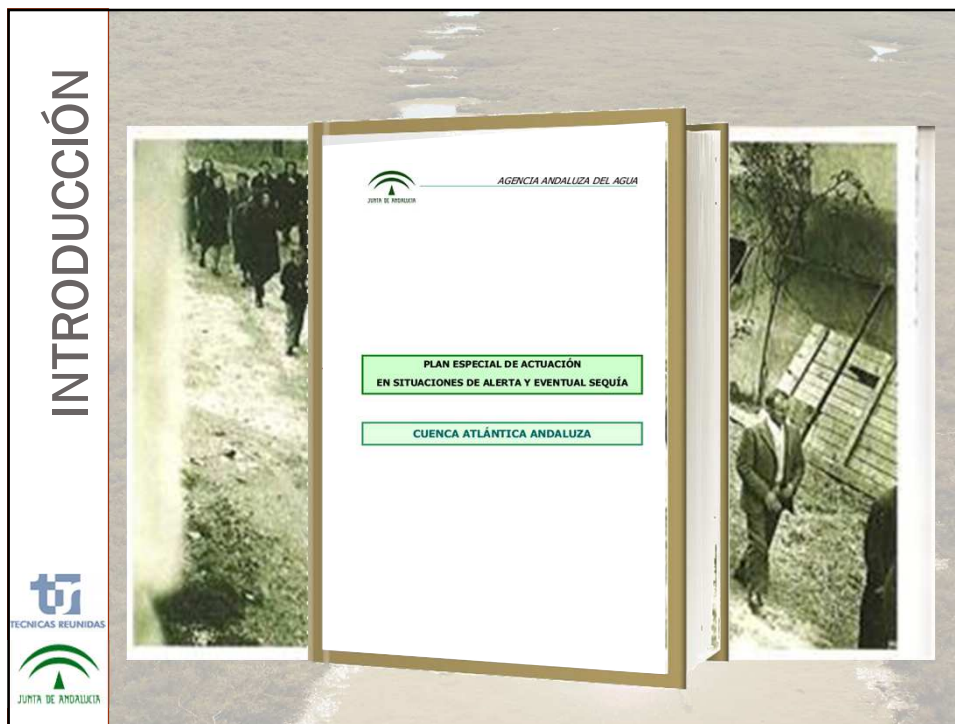 INTRODUCCIÓN
JUNTA DE ANDALUCIA
AGENCIA ANDALUZA DEL AGUA
PLAN ESPECIAL DE ACTUACIÓN
EN SITUACIONES DE ALERTA Y EVENTUAL SEQUÍA
CUENCA ATLÁNTICA ANDALUZA
tr
TECNICAS REUNIDAS
JUNTA DE ANDALUCIA